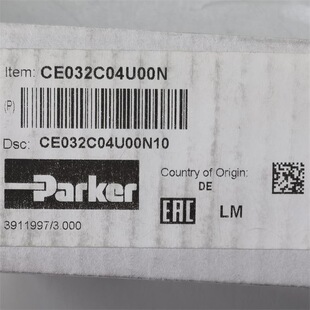 Item: CE032C04U00N
(P)
Dsc: CE032C04U00N10
Parker
Country of Origin:
DE
EAC LM
3911997/3.000